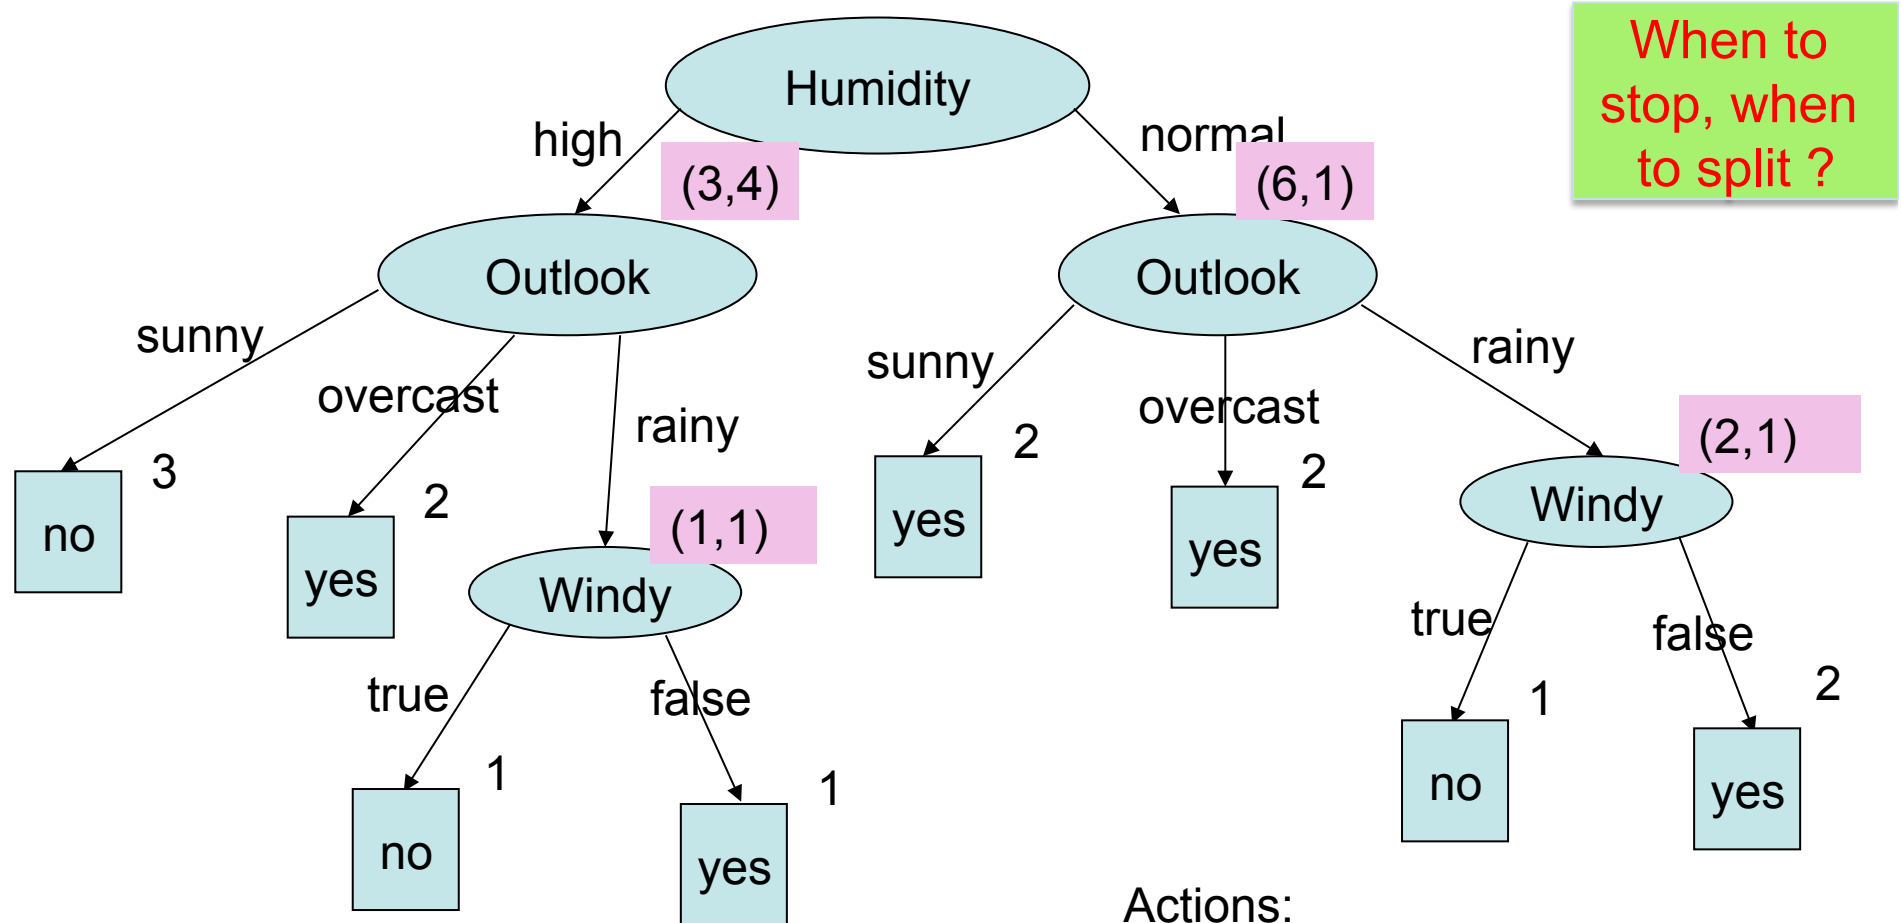 Humidity
When to
stop, when
to split ?
high
normal
(3,4)
(6,1)
Outlook
Outlook
sunny
overcast
rainy
sunny
overcast
rainy
3
no
2
yes
(1,1)
Windy
2
yes
2
yes
(2,1)
Windy
true
false
1
no
1
yes
true
false
1
no
2
yes
Actions: